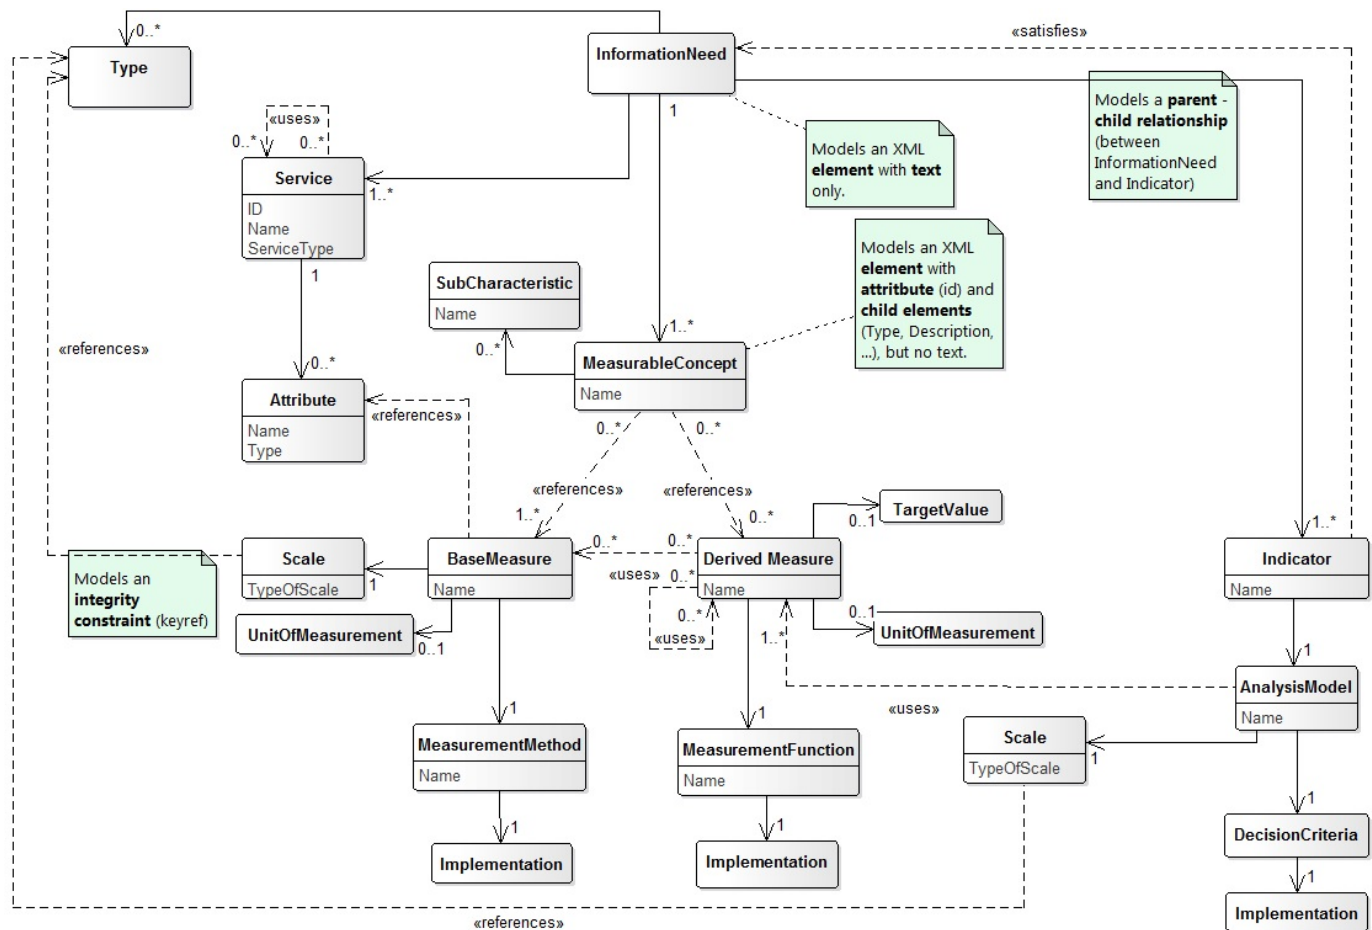 0..*
Type
InformationNeed
«satisfies»
1
Models a parent -
child relationship
(between
InformationNeed
and Indicator)
Models an XML
element with text
only.
«uses»
0..*
0..*
Service
ID
Name
ServiceType
1..*
1
Models an XML
element with
attritbute (id) and
child elements
(Type, Description,
...), but no text.
SubCharacteristic
Name
0..*
1..*
MeasurableConcept
Name
«references»
0..*
Attribute
Name
Type
«references»
0..*
0..*
«references»
«references»
1..*
0..*
TargetValue
0..1
1..*
Models an
integrity
constraint (keyref)
Scale
TypeOfScale
1
BaseMeasure
Name
0..*
0..*
Derived Measure
Name
Indicator
Name
«uses»
0..*
0..*
«uses»
1..*
0..1
UnitOfMeasurement
UnitOfMeasurement
0..1
1
AnalysisModel
Name
«uses»
1
MeasurementMethod
Name
1
MeasurementFunction
Name
Scale
TypeOfScale
1
1
DecisionCriteria
1
Implementation
1
Implementation
1
Implementation
«references»